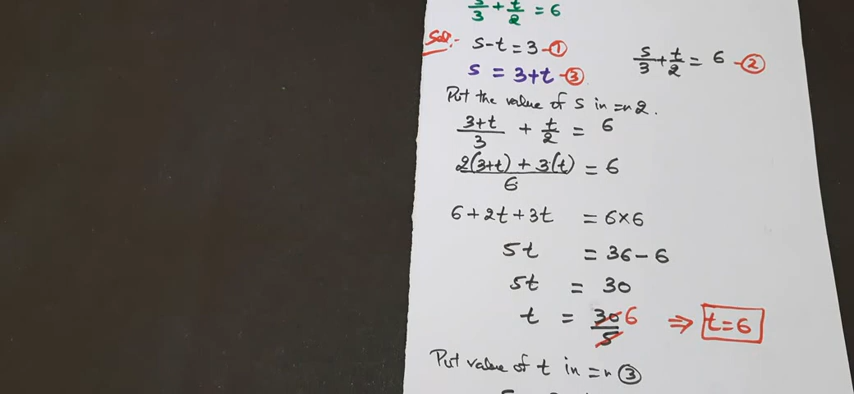 s/3 + t/2 = 6
Sol:- s - t = 3 -①
s/3 + t/2 = 6 -②
s = 3+t -③
Put the value of s in =n 2.
3+t/3 + t/2 = 6
2(3+t) + 3(t)/6 = 6
6 + 2t + 3t = 6×6
5t = 36 - 6
5t = 30
t = 30/5 6 ⇒ t = 6
Put value of t in =n ③